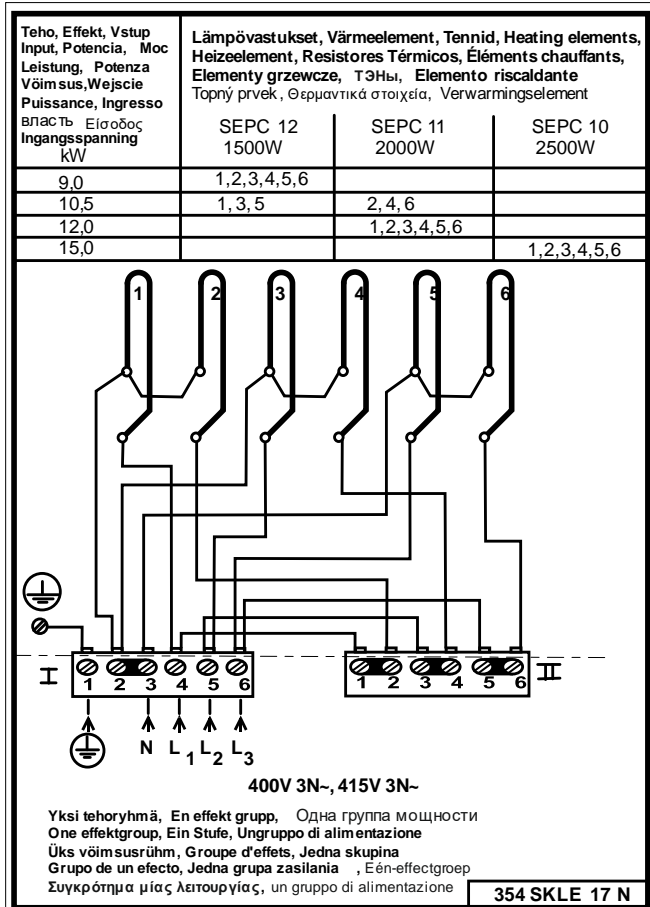 Teho, Effekt, Vstup
Input, Potencia, Moc
Leistung, Potenza
Vöimsus,Wejscie
Puissance, Ingresso
власть Είσοδος
Ingangsspanning
kW
Lämpövastukset, Värmeelement, Tennid, Heating elements,
Heizeelement, Resistores Térmicos, Éléments chauffants,
Elementy grzewcze, ТЭНы, Elemento riscaldante
Topný prvek, Θερμαντικά στοιχεία, Verwarmingselement
SEPC 12 SEPC 11 SEPC 10
1500W 2000W 2500W
9,0 1,2,3,4,5,6
10,5 1, 3, 5 2, 4, 6
12,0 1,2,3,4,5,6
15,0 1,2,3,4,5,6
1 2 3 4 5 6
I 1 2 3 4 5 6 1 2 3 4 5 6 II
N L1 L2 L3
400V 3N~, 415V 3N~
Yksi tehoryhmä, En effekt grupp, Одна группа мощности
One effektgroup, Ein Stufe, Ungruppo di alimentazione
Üks vöimsusrühm, Groupe d'effets, Jedna skupina
Grupo de un efecto, Jedna grupa zasilania , Eén-effectgroep
Συγκρότημα μίας λειτουργίας, un gruppo di alimentazione
354 SKLE 17 N